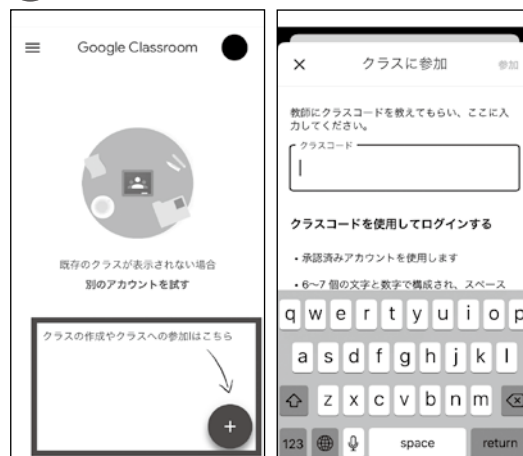 Google Classroom
既存のクラスが表示されない場合
別のアカウントを試す
クラスの作成やクラスへの参加はこちら
+
× クラスに参加 参加
教師にクラスコードを教えてもらい、ここに入
力してください。
クラスコード
クラスコードを使用してログインする
• 承認済みアカウントを使用します
• 6〜7 個の文字と数字で構成され、スペース
q w e r t y u i o p
a s d f g h j k l
z x c v b n m
123 space return